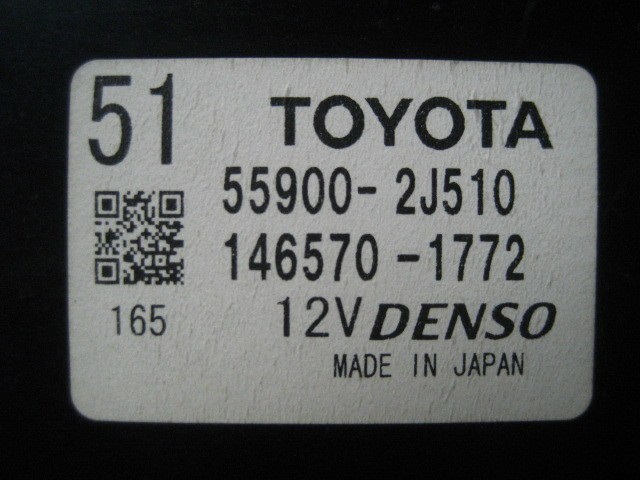 51 TOYOTA
55900-2J510
146570-1772
165 12V DENSO
MADE IN JAPAN